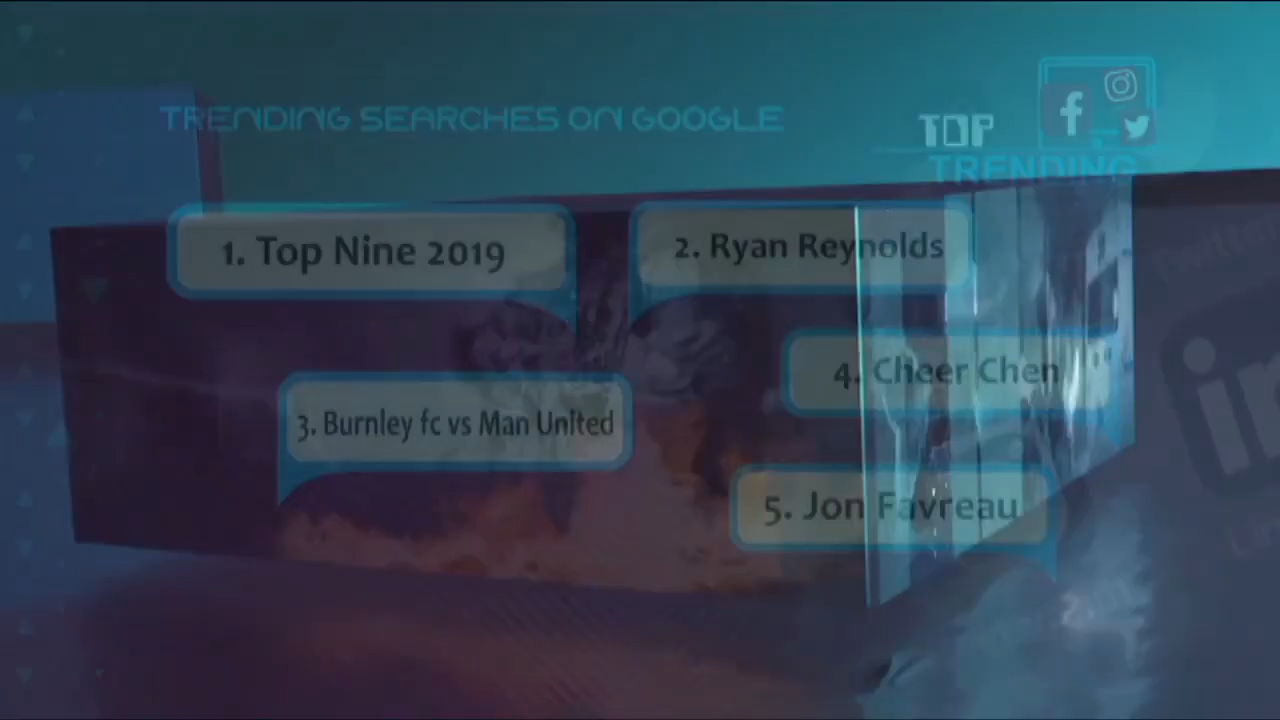 TRENDING SEARCHES ON GOOGLE
TOP
TRENDING
1. Top Nine 2019
2. Ryan Reynolds
3. Burnley fc vs Man United
4. Cheer Chen
5. Jon Favreau
in